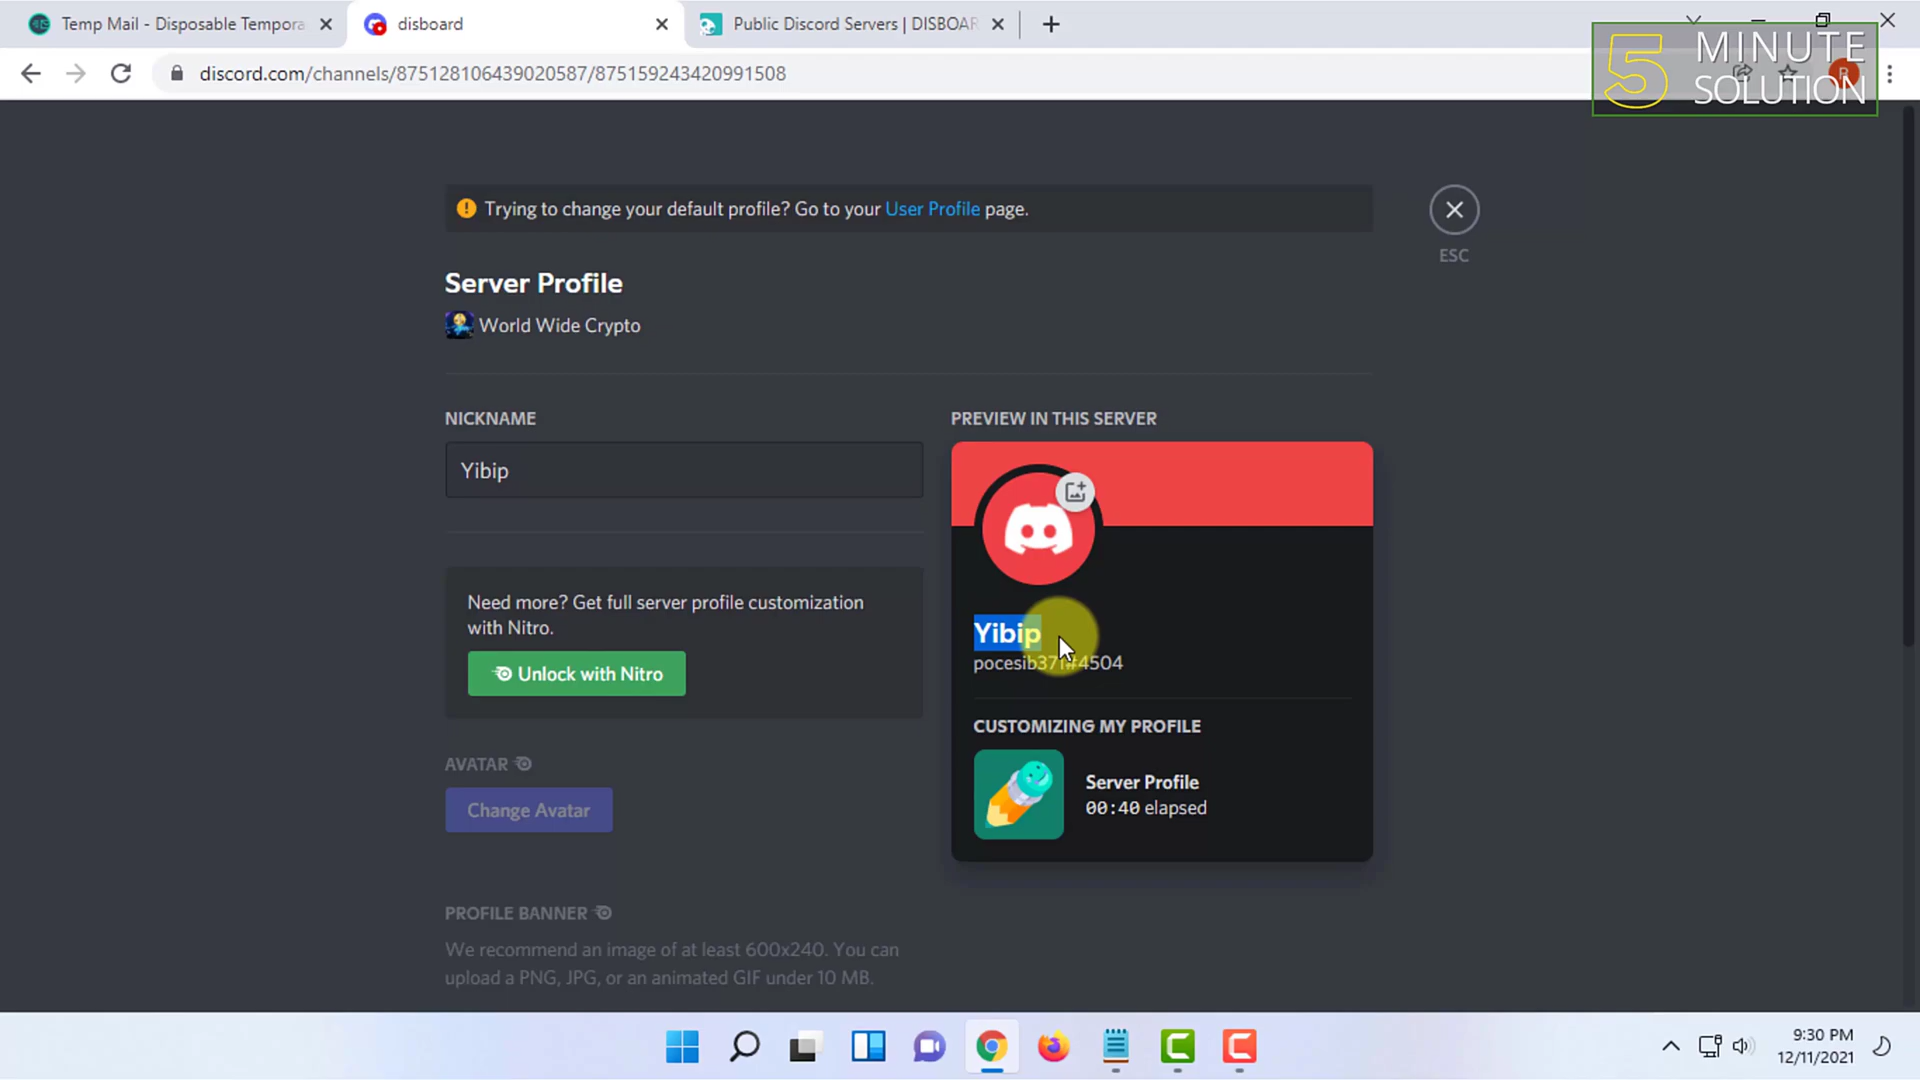 Temp Mail - Disposable Tempora
disboard
Public Discord Servers | DISBOAR
discord.com/channels/875128106439020587/875159243420991508
5 MINUTE
SOLUTION
Trying to change your default profile? Go to your User Profile page.
ESC
Server Profile
World Wide Crypto
NICKNAME
Yibip
PREVIEW IN THIS SERVER
Need more? Get full server profile customization
with Nitro.
Unlock with Nitro
Yibip
pocesib371#4504
CUSTOMIZING MY PROFILE
Server Profile
00:40 elapsed
AVATAR
Change Avatar
PROFILE BANNER
We recommend an image of at least 600x240. You can
upload a PNG, JPG, or an animated GIF under 10 MB.
9:30 PM
12/11/2021